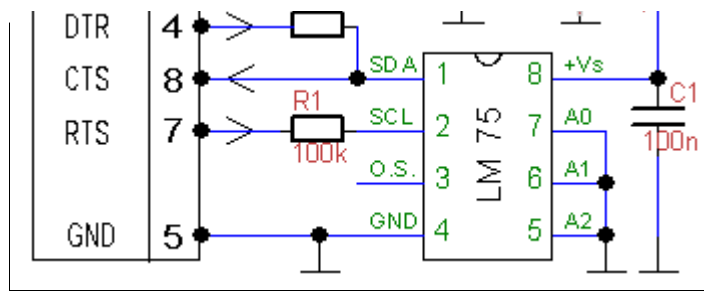 DTR 4
CTS 8
RTS 7
GND 5
R1
100k
SDA 1
SCL 2
O.S. 3
GND 4
LM 75
8 +Vs
7 A0
6 A1
5 A2
C1
100n